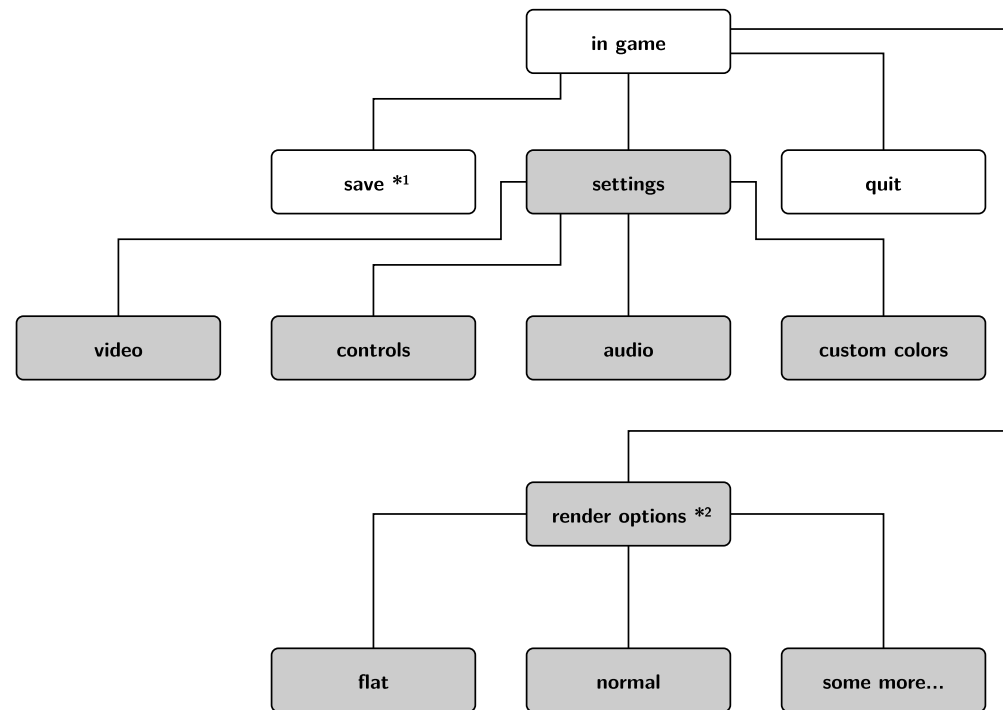 in game
save *1
settings
quit
video
controls
audio
custom colors
render options *2
flat
normal
some more...